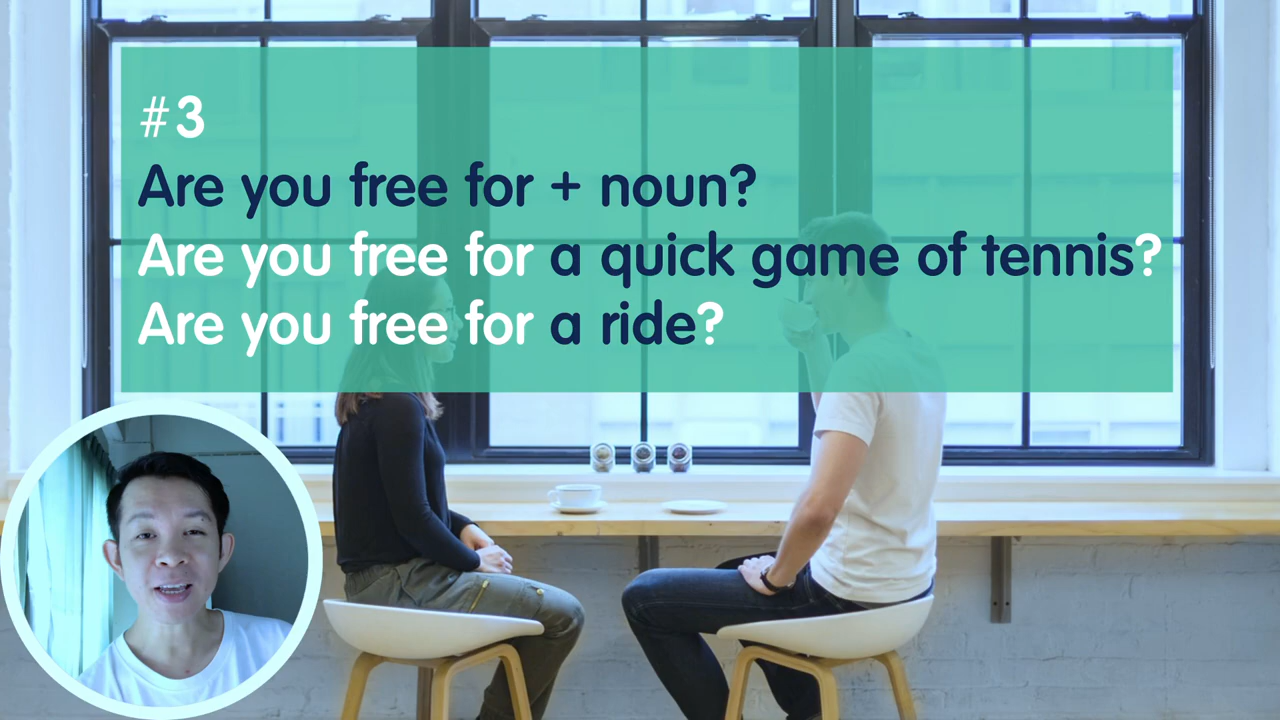 #3
Are you free for + noun?
Are you free for a quick game of tennis?
Are you free for a ride?